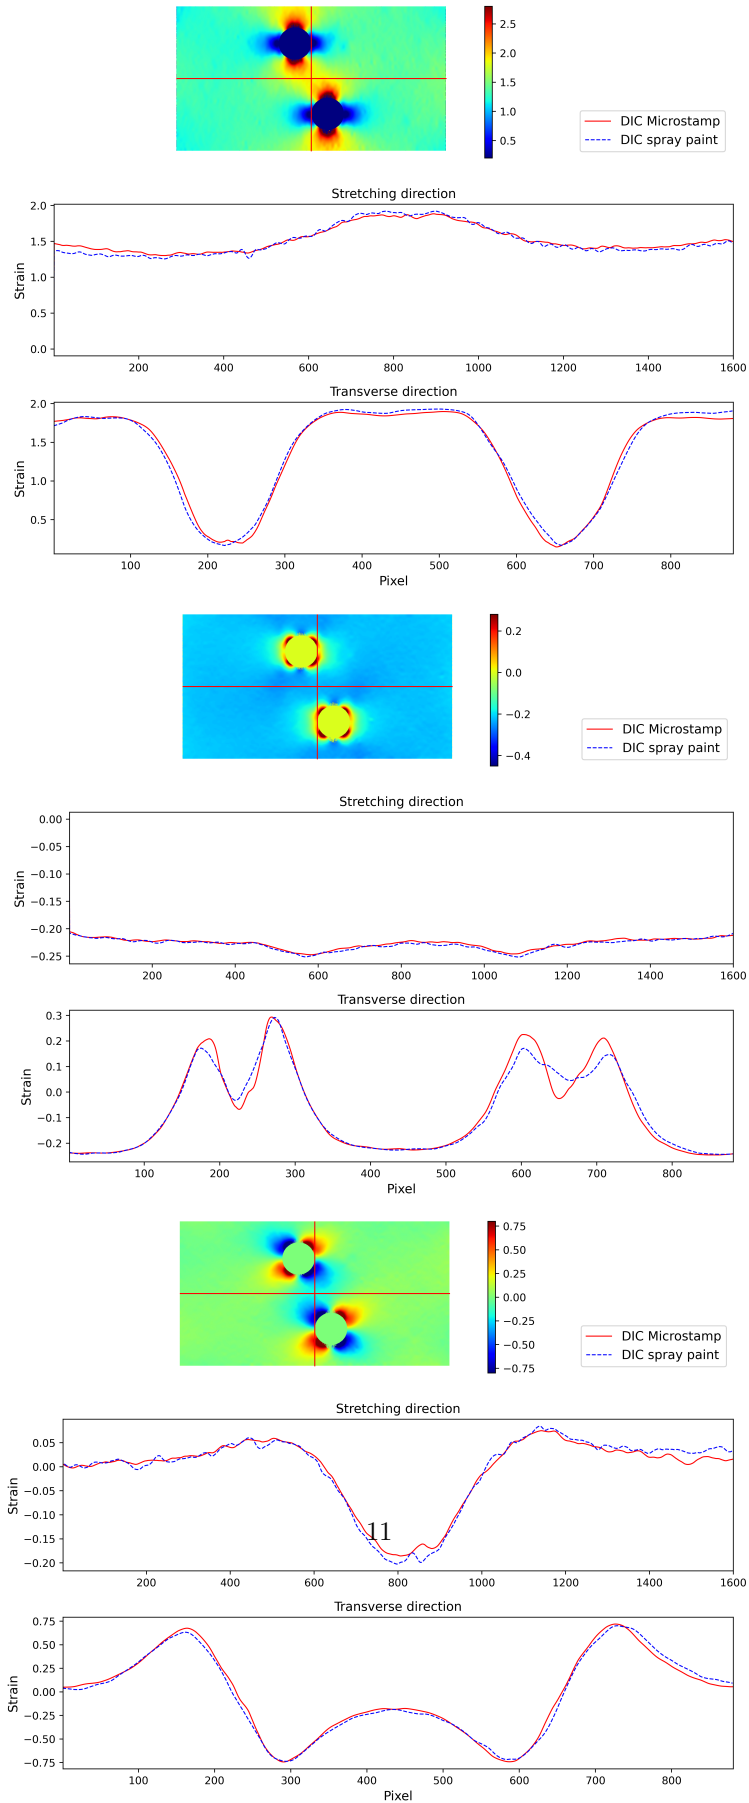 2.5
2.0
1.5
1.0
0.5
DIC Microstamp
DIC spray paint
Stretching direction
2.0
1.5
1.0
0.5
0.0
Strain
200 400 600 800 1000 1200 1400 1600
Transverse direction
2.0
1.5
1.0
0.5
Strain
100 200 300 400 500 600 700 800
Pixel
0.2
0.0
−0.2
−0.4
DIC Microstamp
DIC spray paint
Stretching direction
0.00
−0.05
−0.10
−0.15
−0.20
−0.25
Strain
200 400 600 800 1000 1200 1400 1600
Transverse direction
0.3
0.2
0.1
0.0
−0.1
−0.2
Strain
100 200 300 400 500 600 700 800
Pixel
0.75
0.50
0.25
0.00
−0.25
−0.50
−0.75
DIC Microstamp
DIC spray paint
Stretching direction
0.05
0.00
−0.05
−0.10
−0.15
−0.20
Strain
11
200 400 600 800 1000 1200 1400 1600
Transverse direction
0.75
0.50
0.25
0.00
−0.25
−0.50
−0.75
Strain
100 200 300 400 500 600 700 800
Pixel